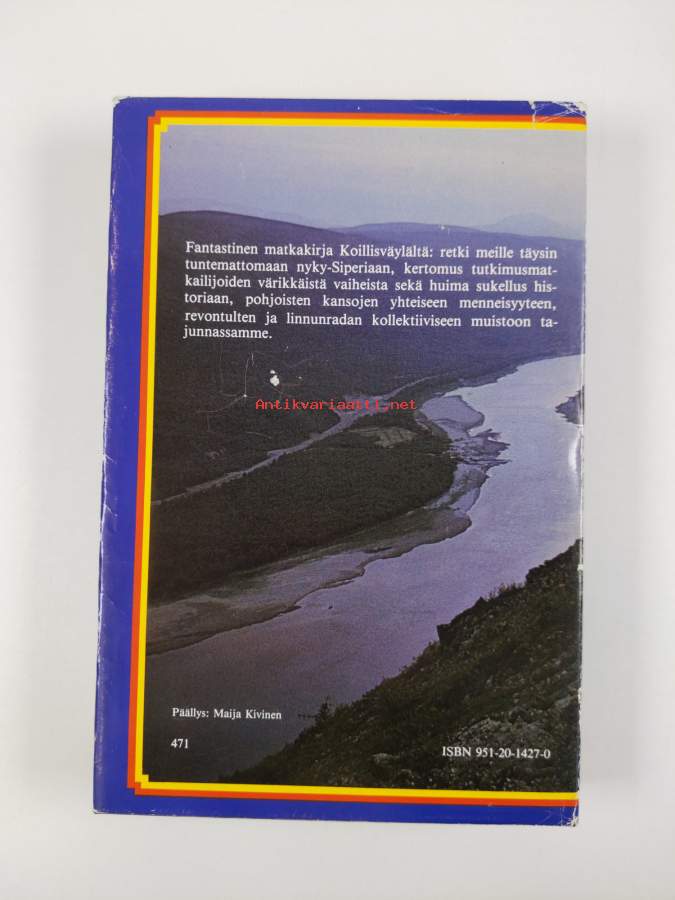 Fantastinen matkakirja Koillisväylältä: retki meille täysin
tuntemattomaan nyky-Siperiaan, kertomus tutkimusmat-
kailijoiden värikkäistä vaiheista sekä huima sukellus his-
toriaan, pohjoisten kansojen yhteiseen menneisyyteen,
revontulten ja linnunradan kollektiiviseen muistoon ta-
junnassamme.
Antikvariaatti.net
Päällys: Maija Kivinen
471
ISBN 951-20-1427-0